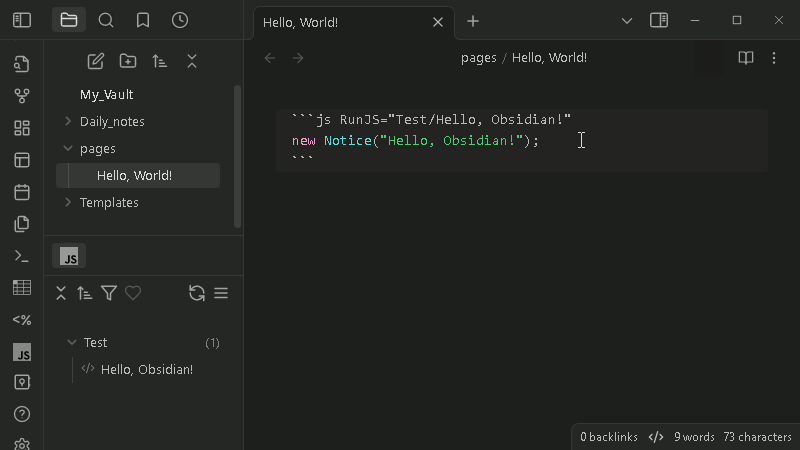 Hello, World!
pages / Hello, World!
My_Vault
Daily_notes
pages
Hello, World!
Templates
JS
Test (1)
</> Hello, Obsidian!
<%
JS
```js RunJS="Test/Hello, Obsidian!"
new Notice("Hello, Obsidian!");
```
0 backlinks </> 9 words 73 characters